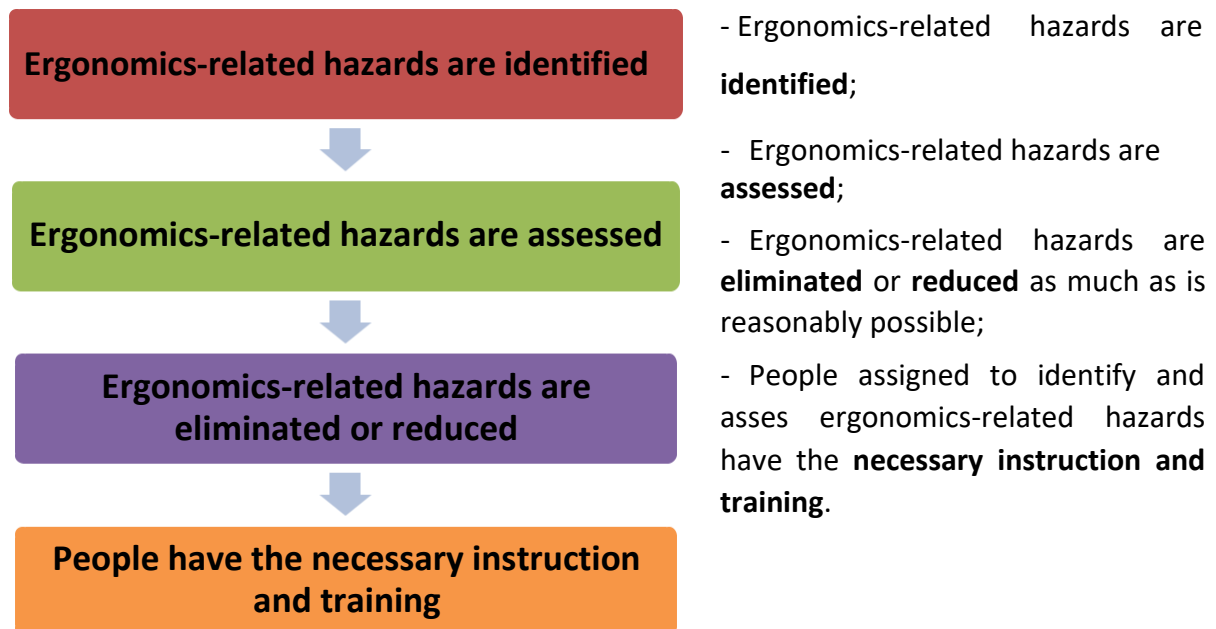 Ergonomics-related hazards are identified
Ergonomics-related hazards are assessed
Ergonomics-related hazards are
eliminated or reduced
People have the necessary instruction
and training
- Ergonomics-related hazards are
identified;
- Ergonomics-related hazards are
assessed;
- Ergonomics-related hazards are
eliminated or reduced as much as is
reasonably possible;
- People assigned to identify and
asses ergonomics-related hazards
have the necessary instruction and
training.